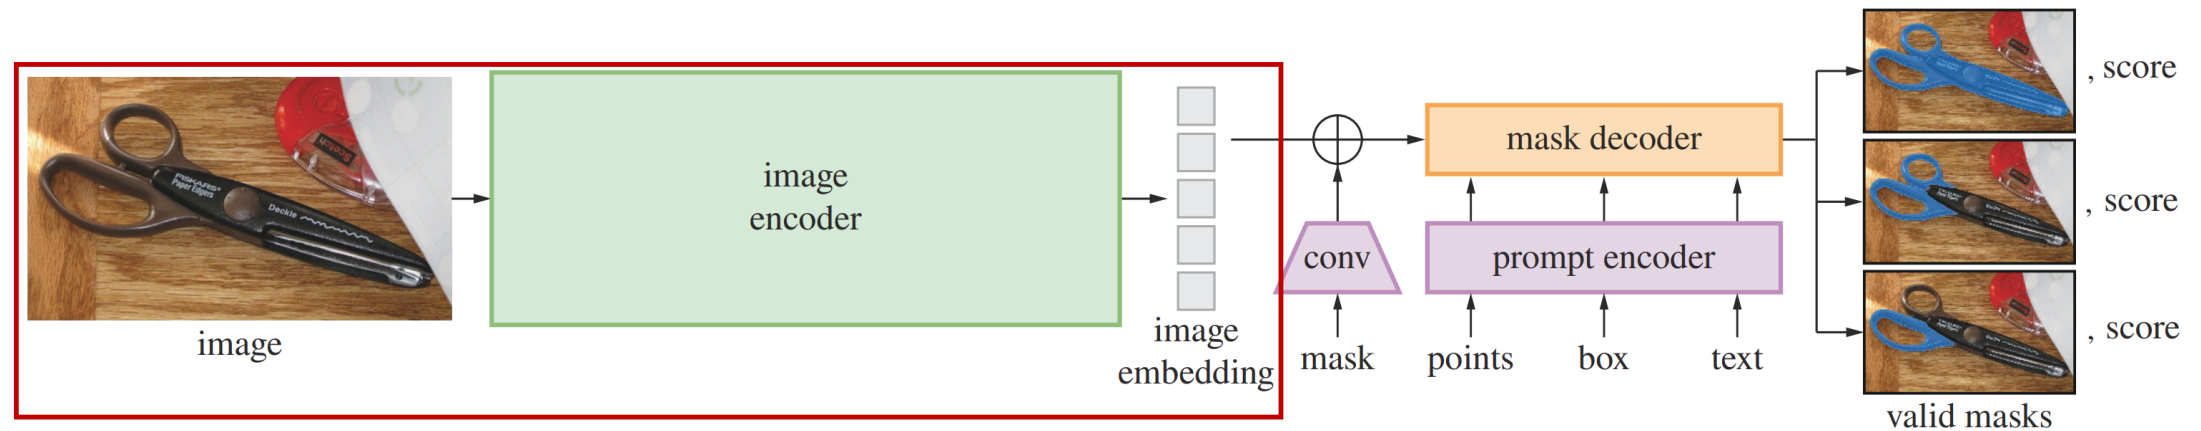 image
image
encoder
image
embedding
conv
mask
mask decoder
prompt encoder
points
box
text
, score
, score
, score
valid masks
FISKARS®
Paper Edgers
Deckle
Scotch